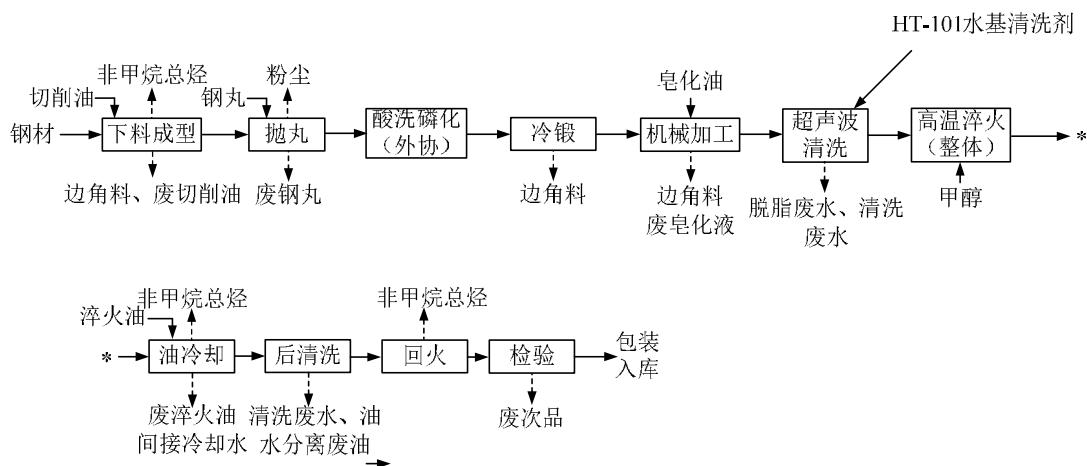 HT-101水基清洗剂
非甲烷总烃
粉尘
切削油
钢丸
皂化油
钢材
下料成型
抛丸
酸洗磷化
（外协）
冷锻
机械加工
超声波
清洗
高温淬火
（整体）
*
边角料、废切削油
废钢丸
边角料
边角料
废皂化液
脱脂废水、清洗
废水
甲醇
非甲烷总烃
非甲烷总烃
淬火油
*
油冷却
后清洗
回火
检验
包装
入库
废淬火油
间接冷却水
清洗废水、油
水分离废油
废次品